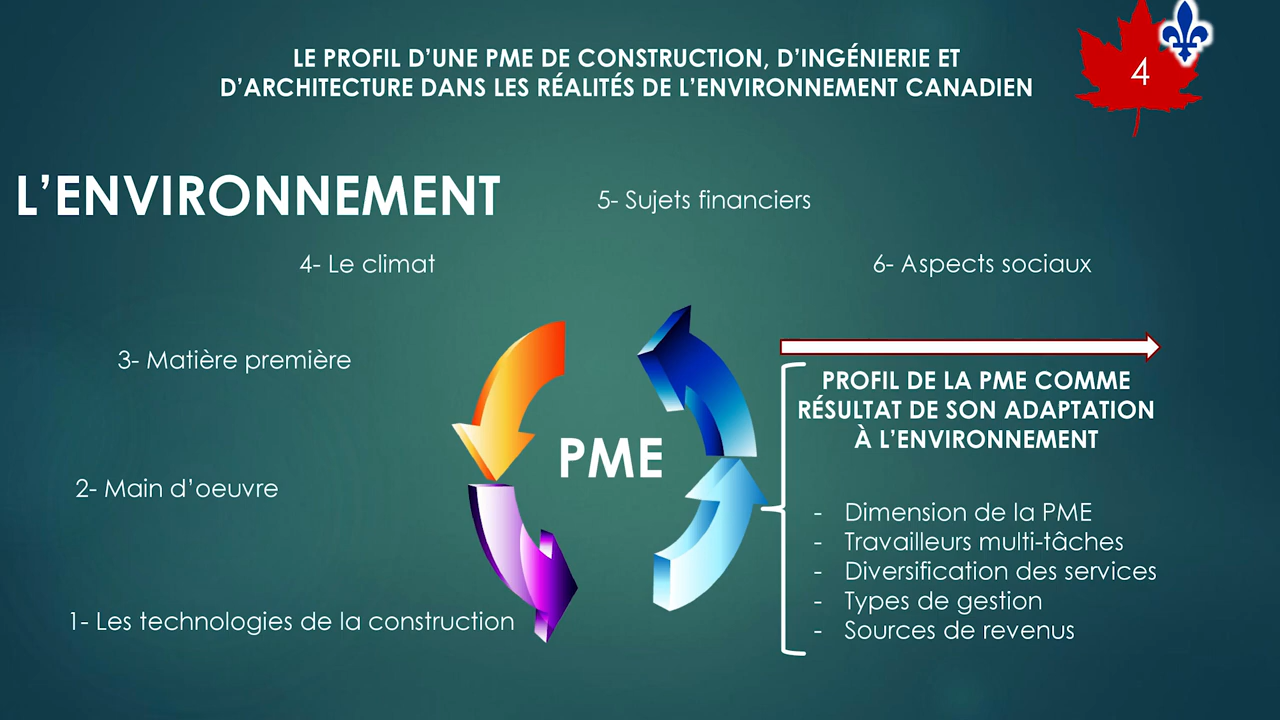 LE PROFIL D’UNE PME DE CONSTRUCTION, D’INGÉNIERIE ET
D’ARCHITECTURE DANS LES RÉALITÉS DE L’ENVIRONNEMENT CANADIEN
4
L’ENVIRONNEMENT
5- Sujets financiers
4- Le climat
6- Aspects sociaux
3- Matière première
PROFIL DE LA PME COMME
RÉSULTAT DE SON ADAPTATION
À L’ENVIRONNEMENT
PME
2- Main d’oeuvre
- Dimension de la PME
- Travailleurs multi-tâches
- Diversification des services
- Types de gestion
- Sources de revenus
1- Les technologies de la construction